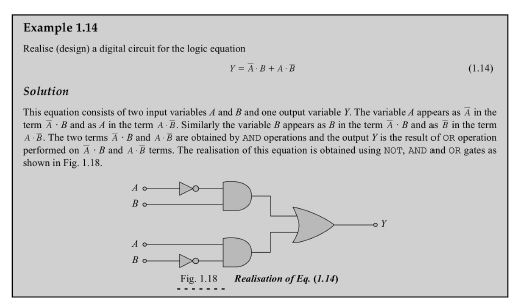 Example 1.14
Realise (design) a digital circuit for the logic equation
Y = A̅ · B + A · B̅ (1.14)
Solution
This equation consists of two input variables A and B and one output variable Y. The variable A appears as A̅ in the
term A̅ · B and as A in the term A · B̅. Similarly the variable B appears as B in the term A̅ · B and as B̅ in the term
A · B̅. The two terms A̅ · B and A · B̅ are obtained by AND operations and the output Y is the result of OR operation
performed on A̅ · B and A · B̅ terms. The realisation of this equation is obtained using NOT, AND and OR gates as
shown in Fig. 1.18.
A
B
Y
A
B
Fig. 1.18 Realisation of Eq. (1.14)